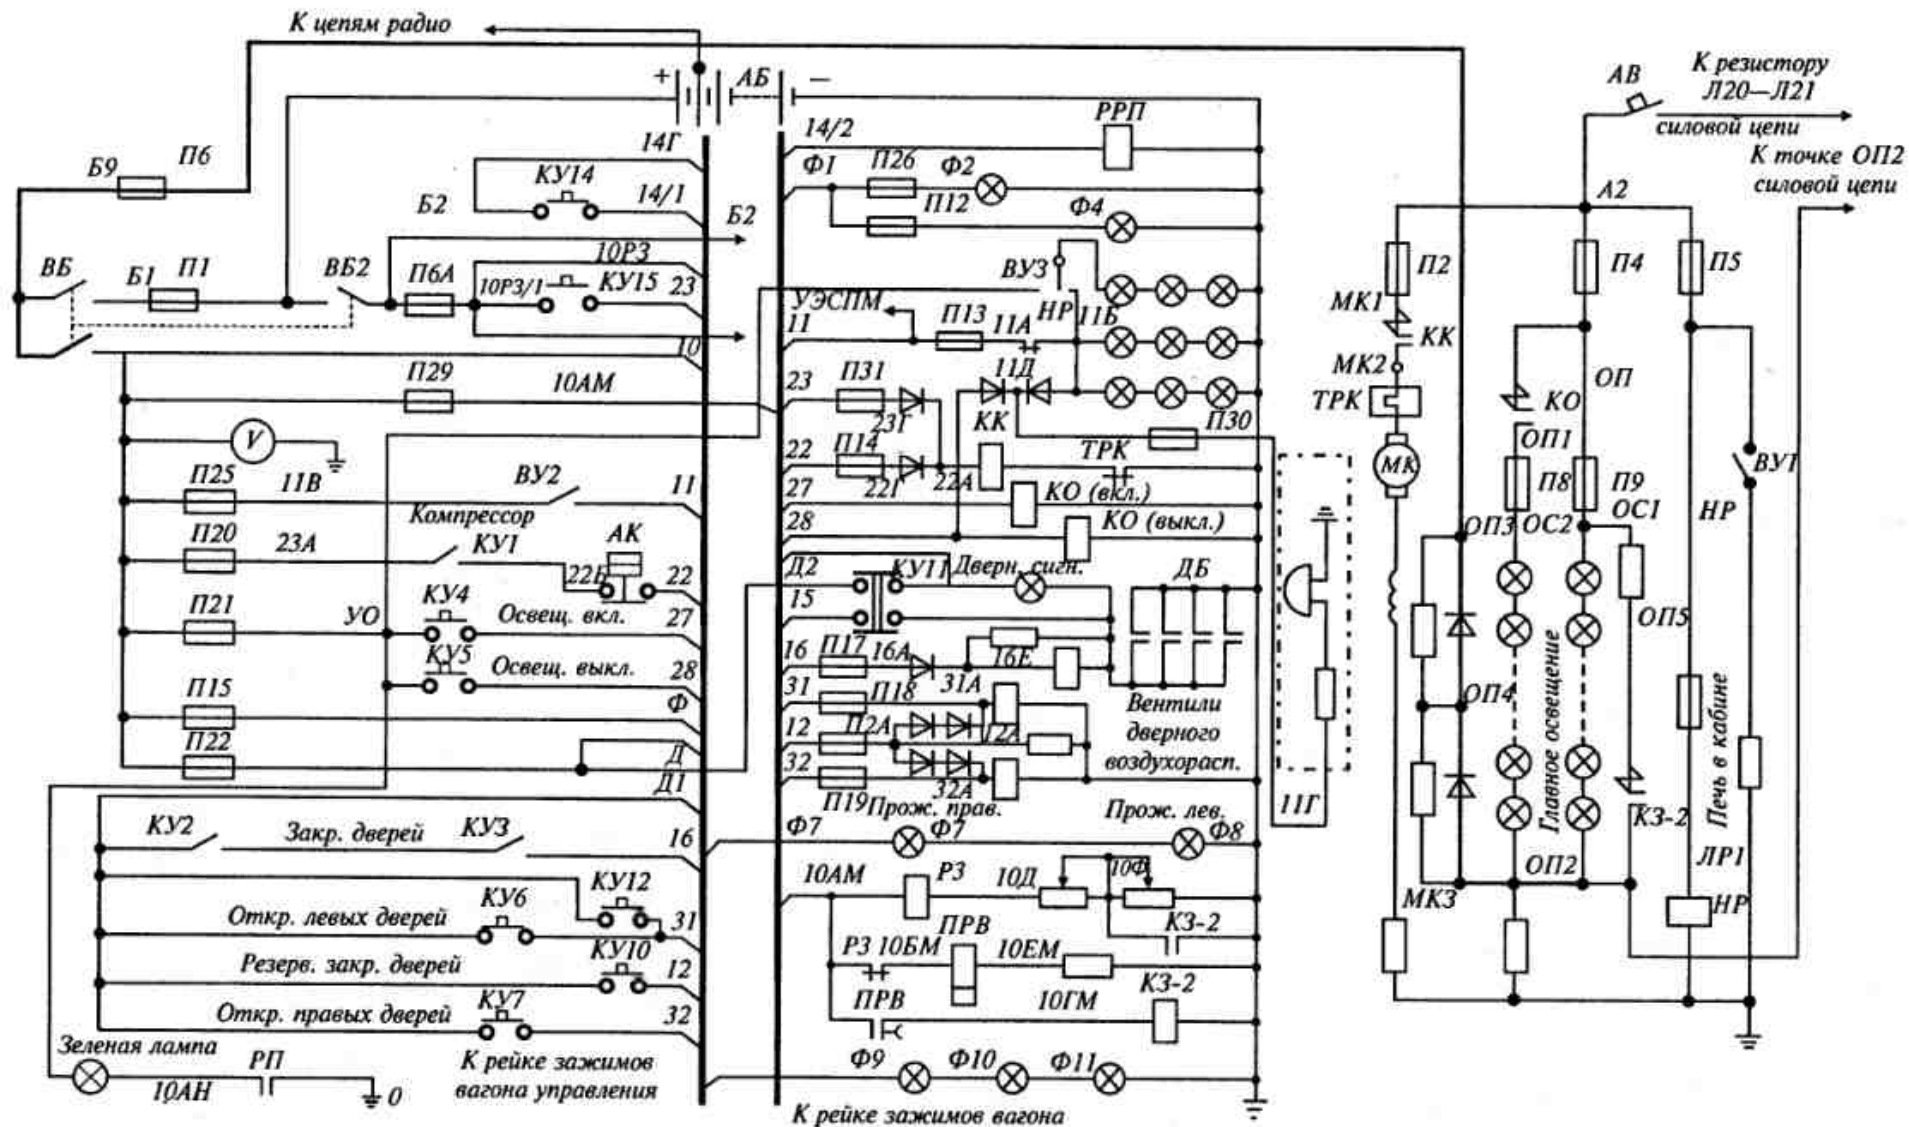 К цепям радио
+
АБ
—
АВ
К резистору
Л20—Л21
силовой цепи
К точке ОП2
силовой цепи
Б9
П6
14Г
14/2
РРП
КУ14
Б2
14/1
Б2
Ф1
П26
Ф2
П12
Ф4
А2
ВБ
Б1
П1
ВБ2
П6А
10РЗ
10РЗ/1
КУ15
23
ВУ3
НР
УЭСПМ
11
П13
11А
11Б
П2
П4
П5
МК1
КК
МК2
ТРК
МК
10
П29
10АМ
23
П31
23Г
11Д
КК
П30
ОП
КО
ОП1
V
22
П14
22Г
22А
ТРК
П25
11В
ВУ2
11
27
КО (вкл.)
П8
П9
ВУ1
Компрессор
28
КО (выкл.)
ОП3
ОС2
ОС1
НР
П20
23А
КУ1
АК
22Б
22
Д2
КУ11
Дверн. сигн.
ДБ
П21
УО
КУ4
Освещ. вкл.
27
15
ОП5
КУ5
Освещ. выкл.
28
16
П17
16А
16Е
31А
П15
Ф
31
П18
Вентили
дверного
воздухорасп.
ОП4
Главное освещение
Печь в кабине
П22
Д
Д1
12
П2А
12А
32
П19
32А
11Г
Прож. прав.
Прож. лев.
КЗ-2
КУ2
Закр. дверей
КУ3
16
Ф7
Ф7
Ф8
ОП2
ЛР1
НР
КУ12
10АМ
РЗ
10Д
10Ф
МК3
Откр. левых дверей
КУ6
31
КЗ-2
Резерв. закр. дверей
КУ10
12
РЗ
10БМ
ПРВ
10ЕМ
Откр. правых дверей
КУ7
32
ПРВ
10ГМ
КЗ-2
Зеленая лампа
РП
10АН
0
К рейке зажимов
вагона управления
Ф9
Ф10
Ф11
К рейке зажимов вагона